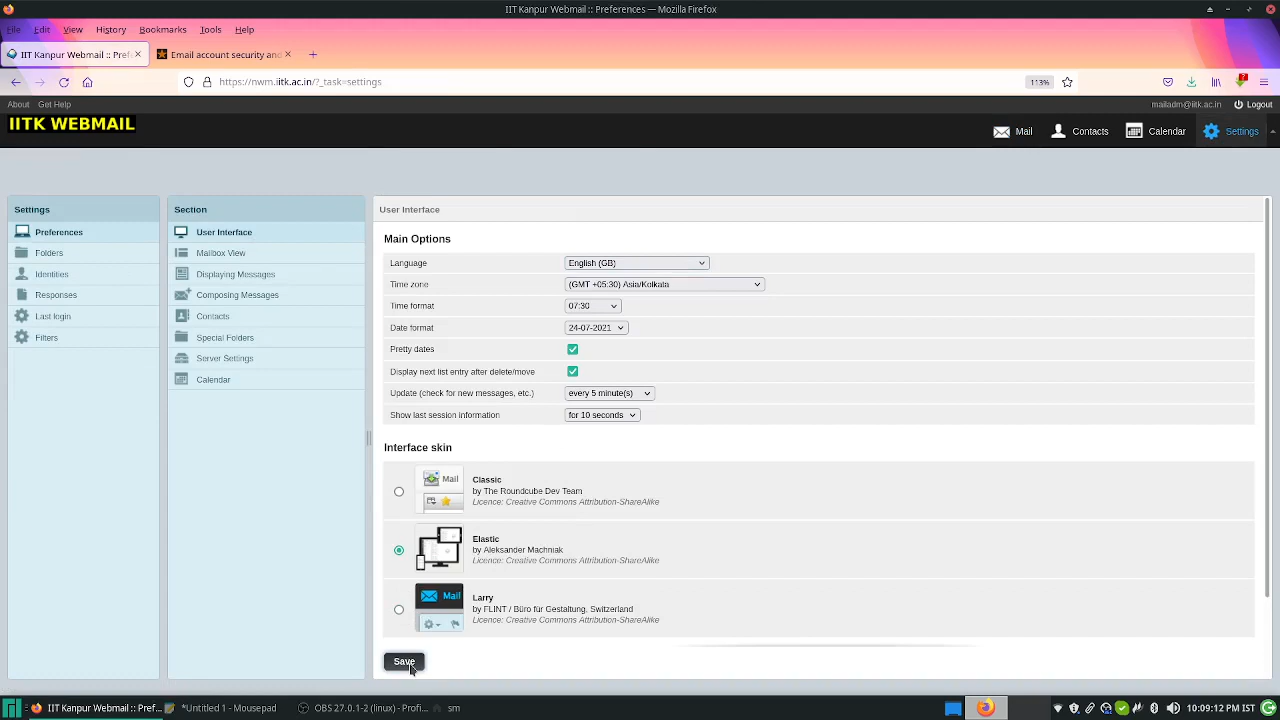 IIT Kanpur Webmail :: Preferences — Mozilla Firefox
File Edit View History Bookmarks Tools Help
IIT Kanpur Webmail :: Pref
Email account security and
https://nwm.iitk.ac.in/?_task=settings
113%
7
About Get Help
mailadm@iitk.ac.in Logout
IITK WEBMAIL
Mail Contacts Calendar Settings
Settings
Preferences
Folders
Identities
Responses
Last login
Filters
Section
User Interface
Mailbox View
Displaying Messages
Composing Messages
Contacts
Special Folders
Server Settings
Calendar
User Interface
Main Options
Language English (GB)
Time zone (GMT +05:30) Asia/Kolkata
Time format 07:30
Date format 24-07-2021
Pretty dates
Display next list entry after delete/move
Update (check for new messages, etc.) every 5 minute(s)
Show last session information for 10 seconds
Interface skin
Mail
Classic
by The Roundcube Dev Team
Licence: Creative Commons Attribution-ShareAlike
Elastic
by Aleksander Machniak
Licence: Creative Commons Attribution-ShareAlike
Mail
Larry
by FLINT / Büro für Gestaltung, Switzerland
Licence: Creative Commons Attribution-ShareAlike
Save
IIT Kanpur Webmail :: Pref... *Untitled 1 - Mousepad OBS 27.0.1-2 (linux) - Profi... sm
10:09:12 PM IST